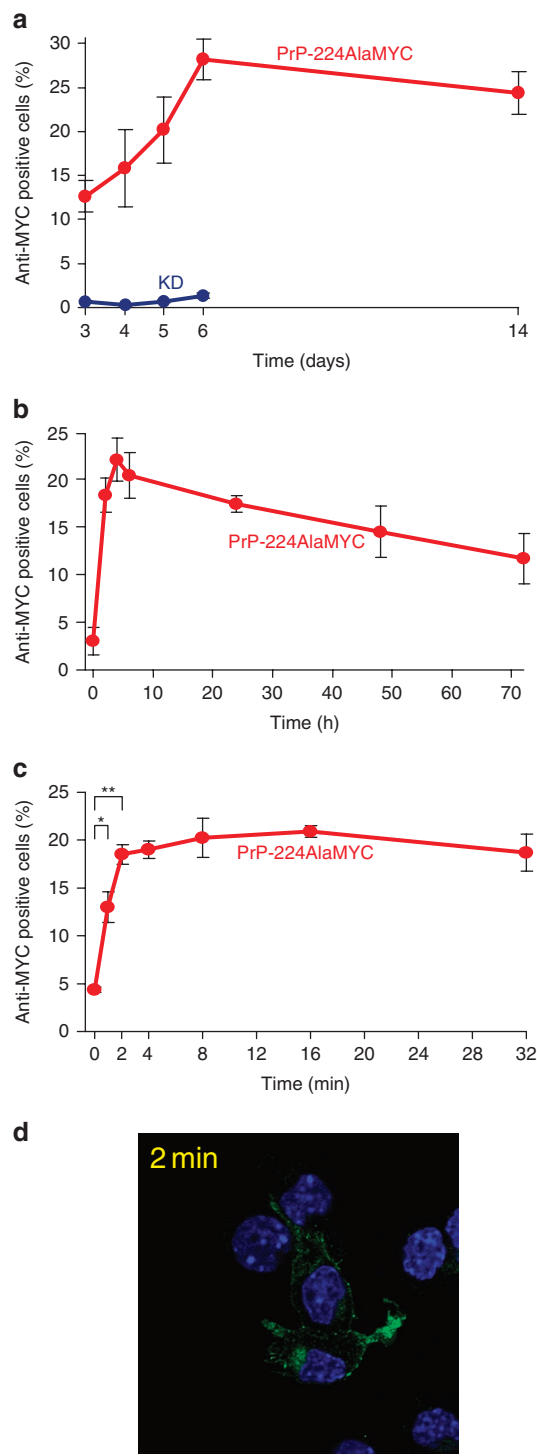 a
30
25
20
15
10
5
0
Anti-MYC positive cells (%)
PrP-224AlaMYC
KD
3 4 5 6 14
Time (days)
b
25
20
15
10
5
0
Anti-MYC positive cells (%)
PrP-224AlaMYC
0 10 20 30 40 50 60 70
Time (h)
c
25
20
15
10
5
0
Anti-MYC positive cells (%)
**
*
PrP-224AlaMYC
0 2 4 8 12 16 20 24 28 32
Time (min)
d
2 min